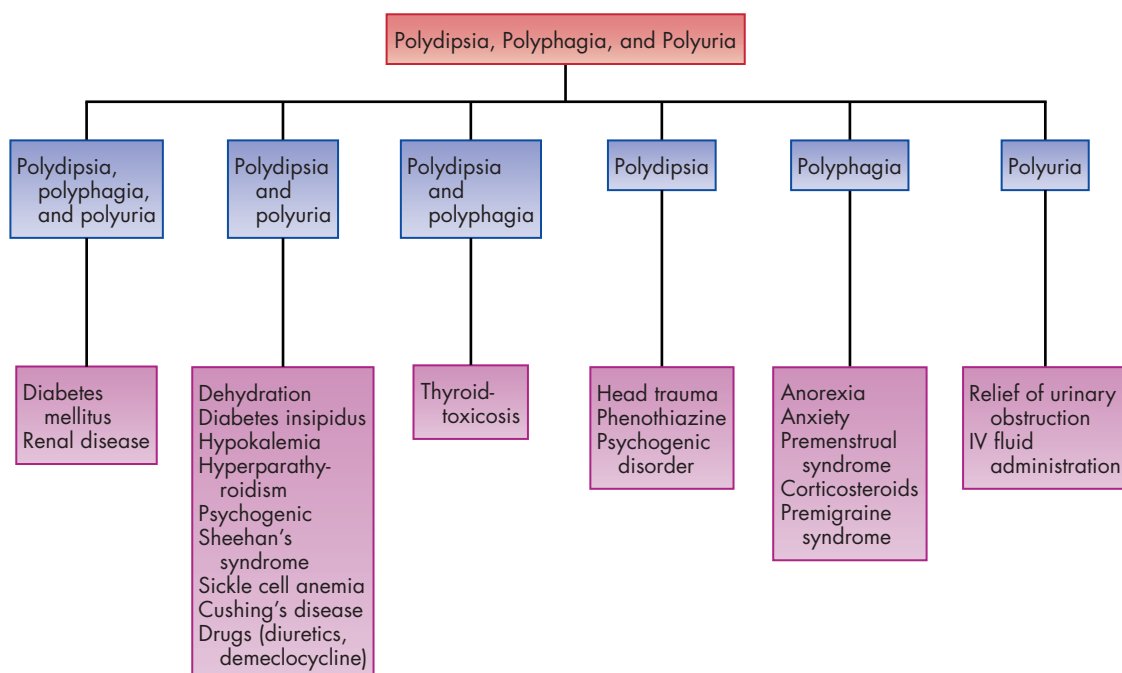 Polydipsia, Polyphagia, and Polyuria
Polydipsia,
polyphagia,
and polyuria
Polydipsia
and
polyuria
Polydipsia
and
polyphagia
Polydipsia
Polyphagia
Polyuria
Diabetes
mellitus
Renal disease
Dehydration
Diabetes insipidus
Hypokalemia
Hyperparathy-
roidism
Psychogenic
Sheehan’s
syndrome
Sickle cell anemia
Cushing’s disease
Drugs (diuretics,
demeclocycline)
Thyroid-
toxicosis
Head trauma
Phenothiazine
Psychogenic
disorder
Anorexia
Anxiety
Premenstrual
syndrome
Corticosteroids
Premigraine
syndrome
Relief of urinary
obstruction
IV fluid
administration